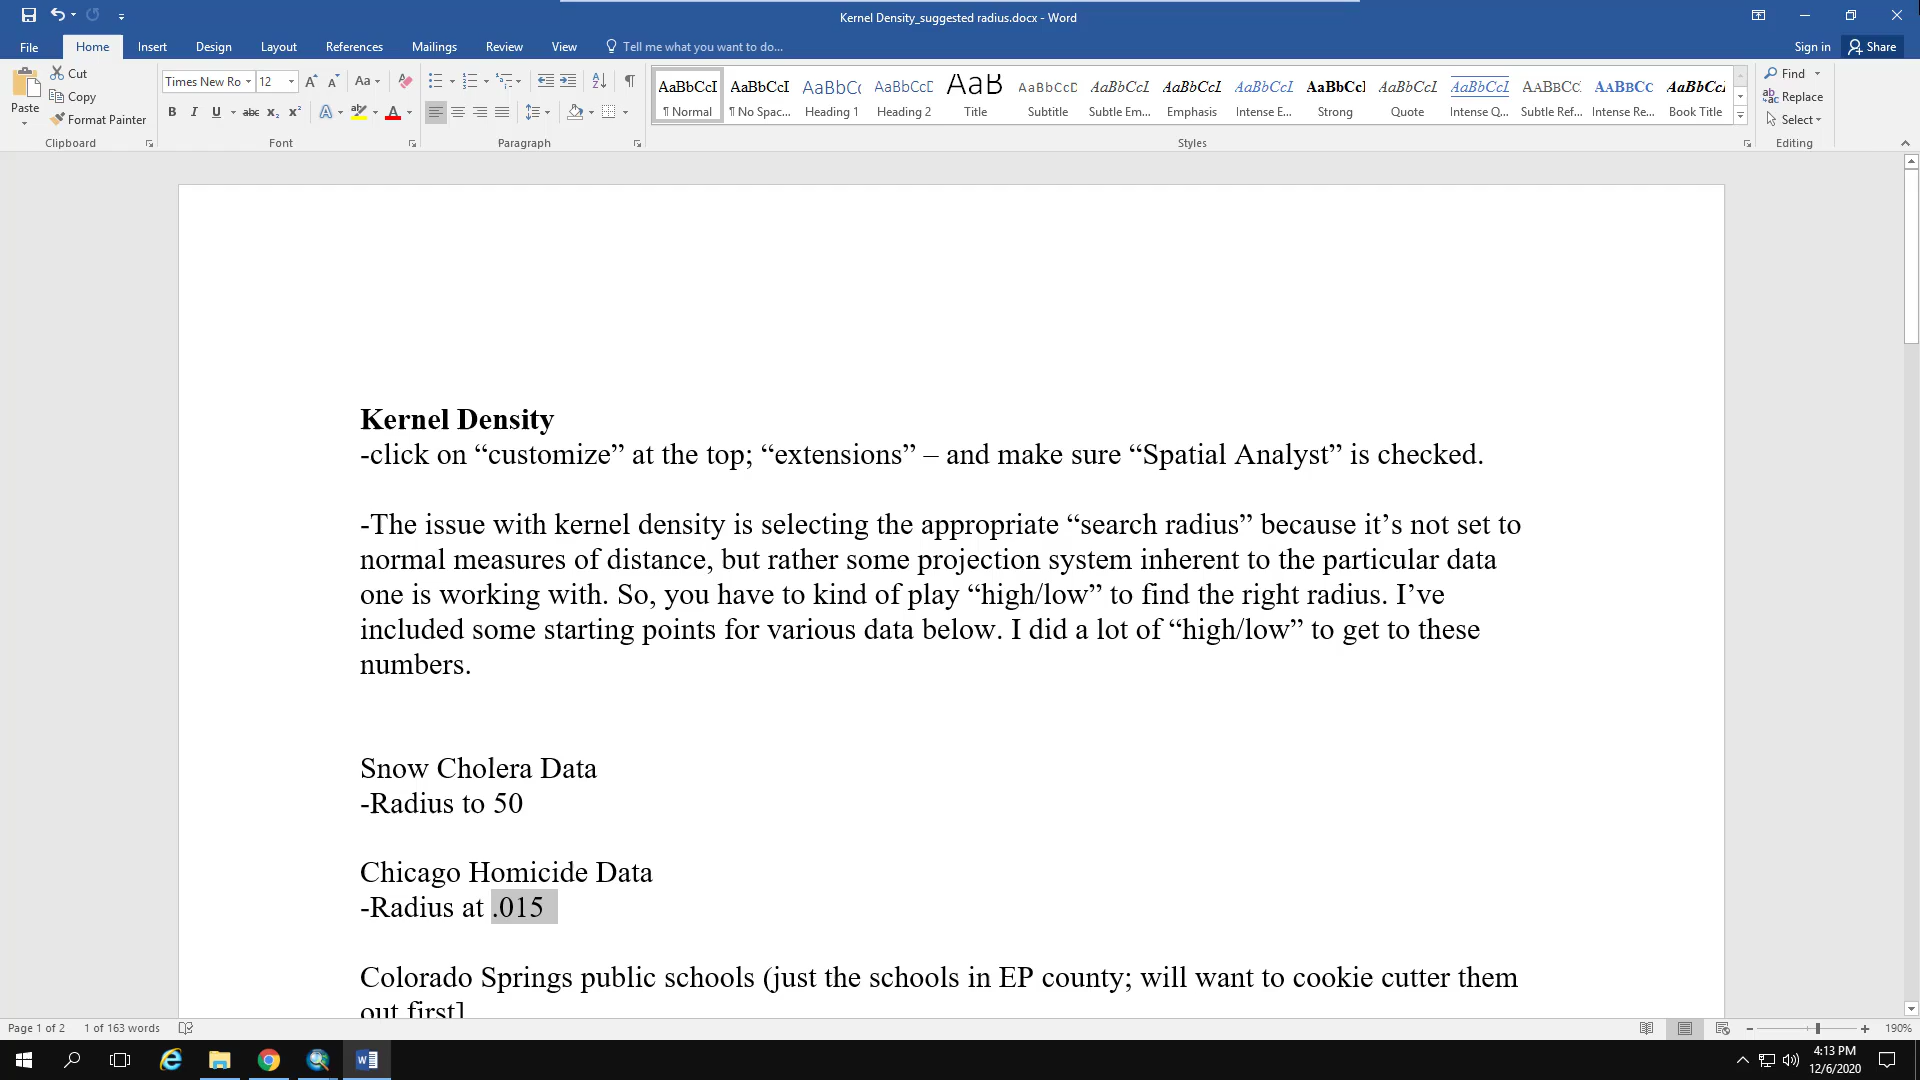 Kernel Density_suggested radius.docx - Word
File Home Insert Design Layout References Mailings Review View Tell me what you want to do... Sign in Share
Paste
Cut
Copy
Format Painter
Clipboard
Times New Ro 12
Font
Paragraph
AaBbCcI AaBbCcI AaBbC AaBbCcD AaB AaBbCcD AaBbCcI AaBbCcI AaBbCcI AaBbCcI AaBbCcI AaBbCcI AABBCC AABBCC AaBbCcI
¶ Normal ¶ No Spac... Heading 1 Heading 2 Title Subtitle Subtle Em... Emphasis Intense E... Strong Quote Intense Q... Subtle Ref... Intense Re... Book Title
Styles
Find
Replace
Select
Editing
Kernel Density
-click on “customize” at the top; “extensions” – and make sure “Spatial Analyst” is checked.
-The issue with kernel density is selecting the appropriate “search radius” because it’s not set to
normal measures of distance, but rather some projection system inherent to the particular data
one is working with. So, you have to kind of play “high/low” to find the right radius. I’ve
included some starting points for various data below. I did a lot of “high/low” to get to these
numbers.
Snow Cholera Data
-Radius to 50
Chicago Homicide Data
-Radius at .015
Colorado Springs public schools (just the schools in EP county; will want to cookie cutter them
out first]
Page 1 of 2 1 of 163 words 190%
4:13 PM
12/6/2020